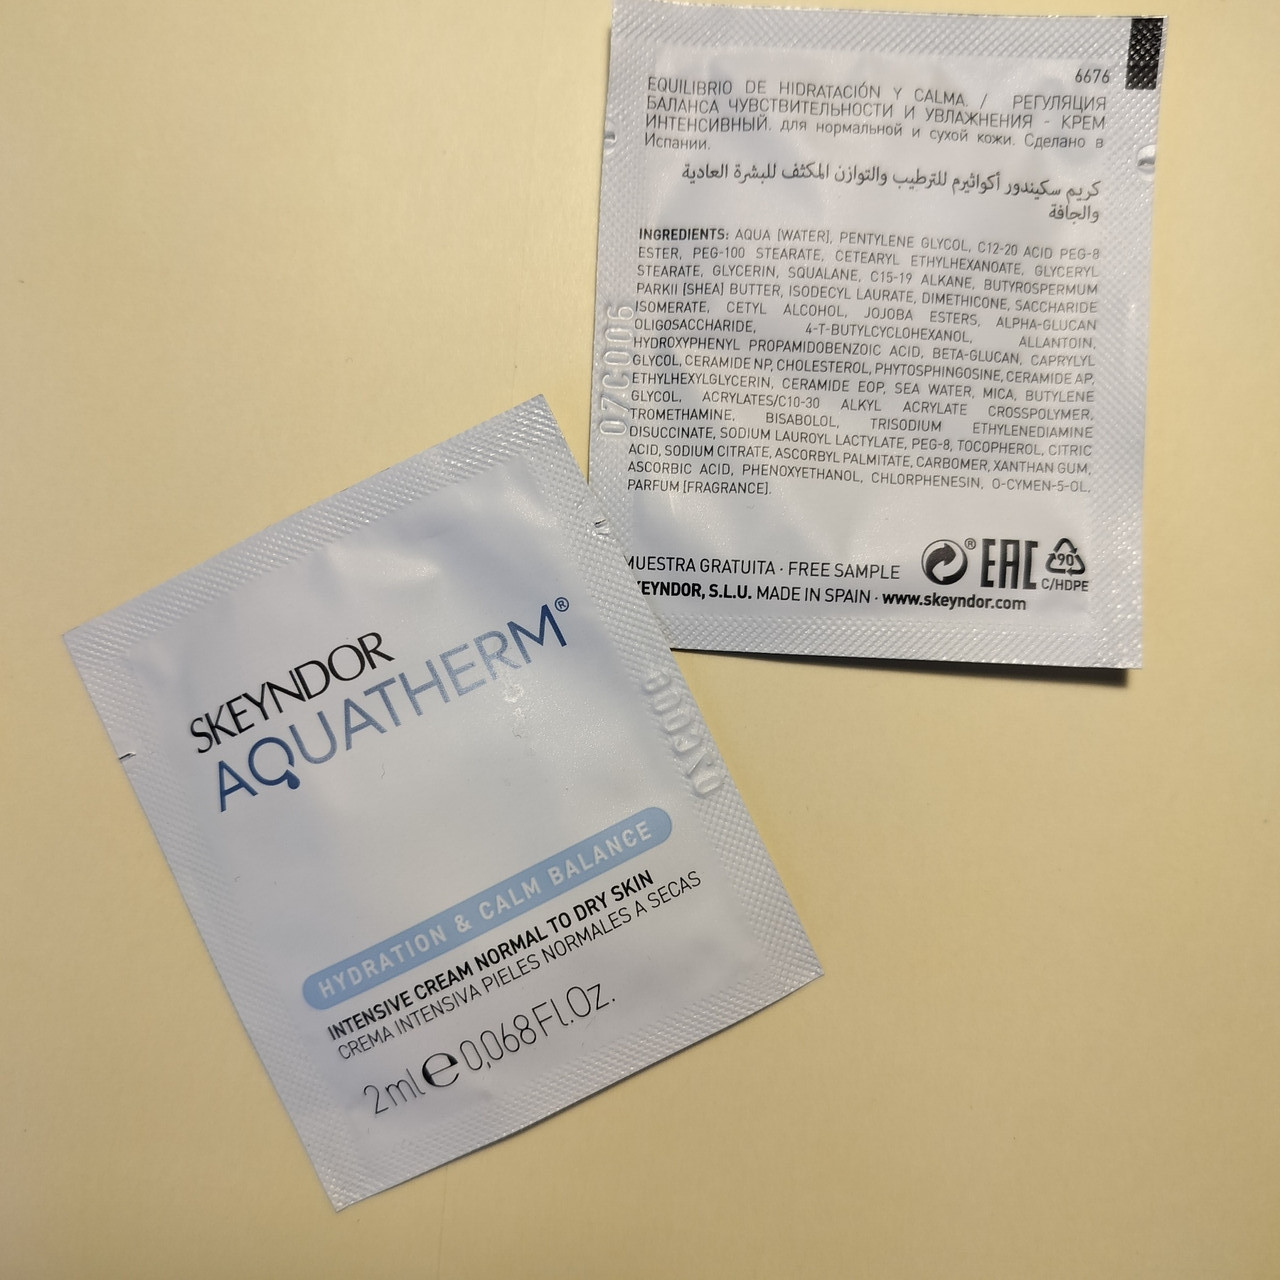 6676
EQUILIBRIO DE HIDRATACIÓN Y CALMA. / РЕГУЛЯЦИЯ
БАЛАНСА ЧУВСТВИТЕЛЬНОСТИ И УВЛАЖНЕНИЯ - КРЕМ
ИНТЕНСИВНЫЙ. для нормальной и сухой кожи. Сделано в
Испании.
كريم سكيندور أكواثيرم للترطيب والتوازن المكثف للبشرة العادية
والجافة
INGREDIENTS: AQUA [WATER], PENTYLENE GLYCOL, C12-20 ACID PEG-8
ESTER, PEG-100 STEARATE, CETEARYL ETHYLHEXANOATE, GLYCERYL
STEARATE, GLYCERIN, SQUALANE, C15-19 ALKANE, BUTYROSPERMUM
PARKII [SHEA] BUTTER, ISODECYL LAURATE, DIMETHICONE, SACCHARIDE
ISOMERATE, CETYL ALCOHOL, JOJOBA ESTERS, ALPHA-GLUCAN
OLIGOSACCHARIDE, 4-T-BUTYLCYCLOHEXANOL, ALLANTOIN,
HYDROXYPHENYL PROPAMIDOBENZOIC ACID, BETA-GLUCAN, CAPRYLYL
GLYCOL, CERAMIDE NP, CHOLESTEROL, PHYTOSPHINGOSINE, CERAMIDE AP,
ETHYLHEXYLGLYCERIN, CERAMIDE EOP, SEA WATER, MICA, BUTYLENE
GLYCOL, ACRYLATES/C10-30 ALKYL ACRYLATE CROSSPOLYMER,
TROMETHAMINE, BISABOLOL, TRISODIUM ETHYLENEDIAMINE
DISUCCINATE, SODIUM LAUROYL LACTYLATE, PEG-8, TOCOPHEROL, CITRIC
ACID, SODIUM CITRATE, ASCORBYL PALMITATE, CARBOMER, XANTHAN GUM,
ASCORBIC ACID, PHENOXYETHANOL, CHLORPHENESIN, O-CYMEN-5-OL,
PARFUM [FRAGRANCE].
MUESTRA GRATUITA · FREE SAMPLE
KEYNDOR, S.L.U. MADE IN SPAIN · www.skeyndor.com
® EAC 90
C/HDPE
07C006
SKEYNDOR
AQUATHERM®
HYDRATION & CALM BALANCE
INTENSIVE CREAM NORMAL TO DRY SKIN
CREMA INTENSIVA PIELES NORMALES A SECAS
2ml e 0,068Fl.Oz.
07C006